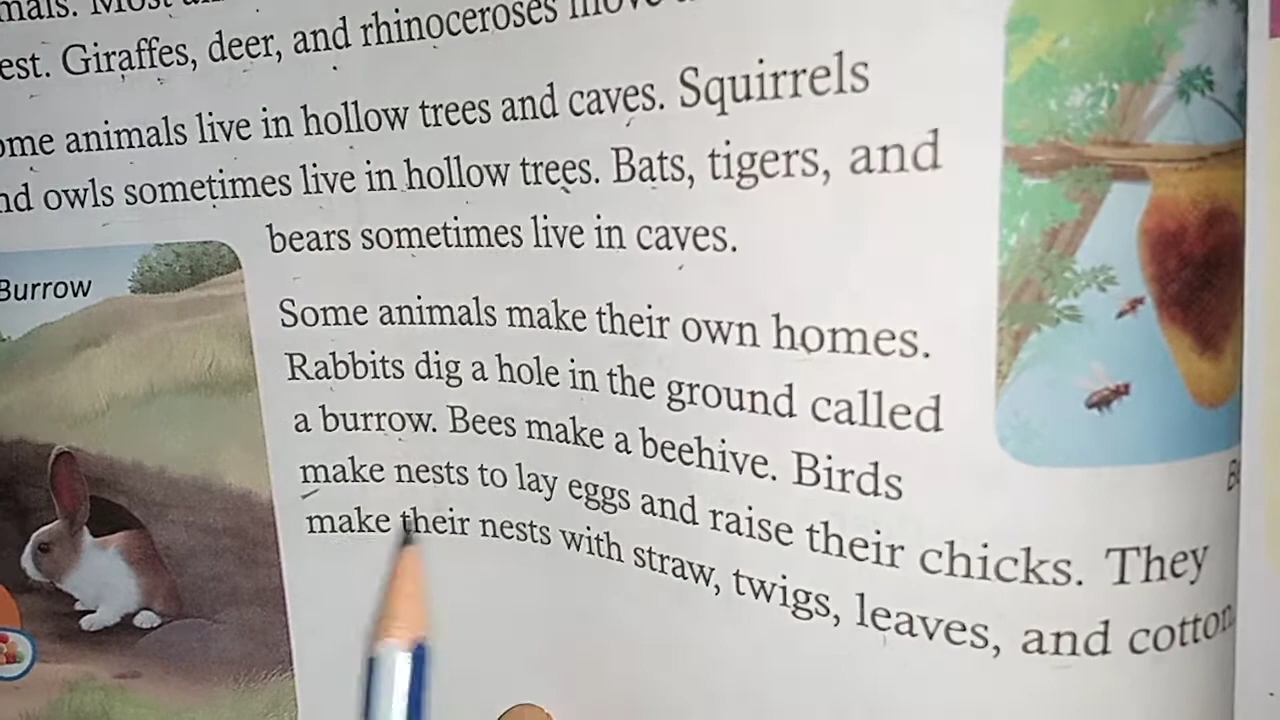 est. Giraffes, deer, and rhinoceroses move
ome animals live in hollow trees and caves. Squirrels
nd owls sometimes live in hollow trees. Bats, tigers, and
bears sometimes live in caves.
Burrow
Some animals make their own homes.
Rabbits dig a hole in the ground called
a burrow. Bees make a beehive. Birds
make nests to lay eggs and raise their chicks. They
make their nests with straw, twigs, leaves, and cotton